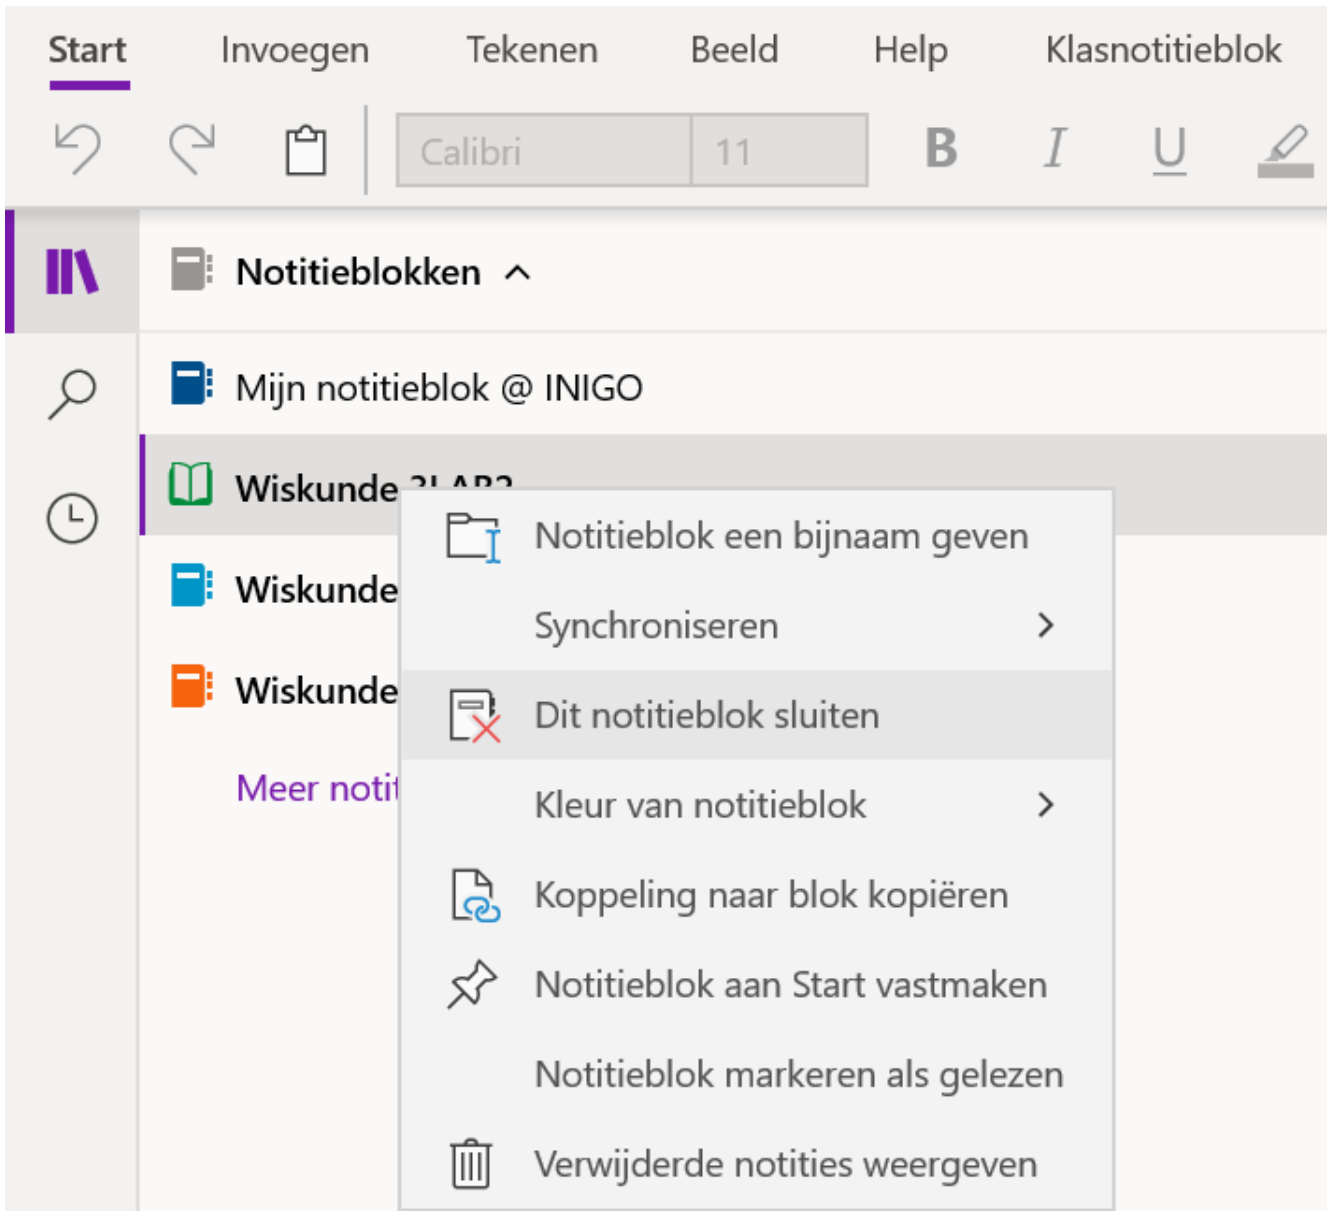 Start Invoegen Tekenen Beeld Help Klasnotitieblok
Calibri 11 B I U
Notitieblokken
Mijn notitieblok @ INIGO
Wiskunde
Notitieblok een bijnaam geven
Wiskunde
Synchroniseren
Wiskunde
Dit notitieblok sluiten
Meer
Kleur van notitieblok
Koppeling naar blok kopiëren
Notitieblok aan Start vastmaken
Notitieblok markeren als gelezen
Verwijderde notities weergeven